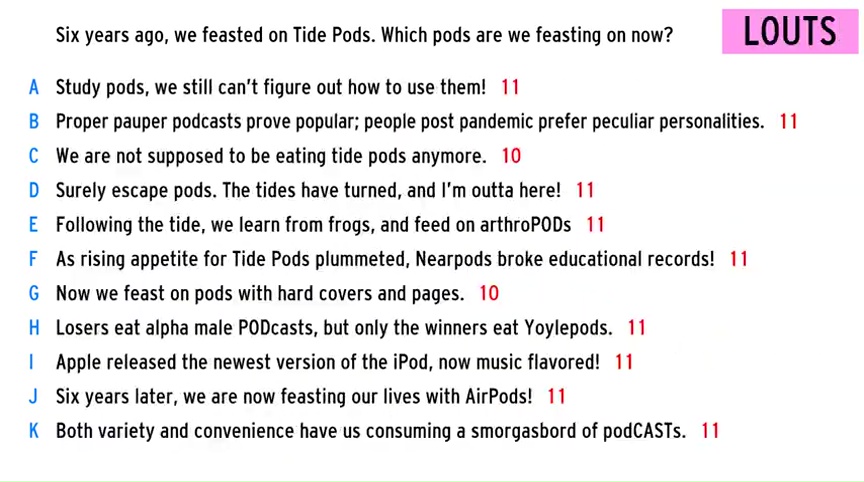 Six years ago, we feasted on Tide Pods. Which pods are we feasting on now?
LOUTS
A Study pods, we still can't figure out how to use them! 11
B Proper pauper podcasts prove popular; people post pandemic prefer peculiar personalities. 11
C We are not supposed to be eating tide pods anymore. 10
D Surely escape pods. The tides have turned, and I'm outta here! 11
E Following the tide, we learn from frogs, and feed on arthroPODs 11
F As rising appetite for Tide Pods plummeted, Nearpods broke educational records! 11
G Now we feast on pods with hard covers and pages. 10
H Losers eat alpha male PODcasts, but only the winners eat Yoylepods. 11
I Apple released the newest version of the iPod, now music flavored! 11
J Six years later, we are now feasting our lives with AirPods! 11
K Both variety and convenience have us consuming a smorgasbord of podCASTs. 11